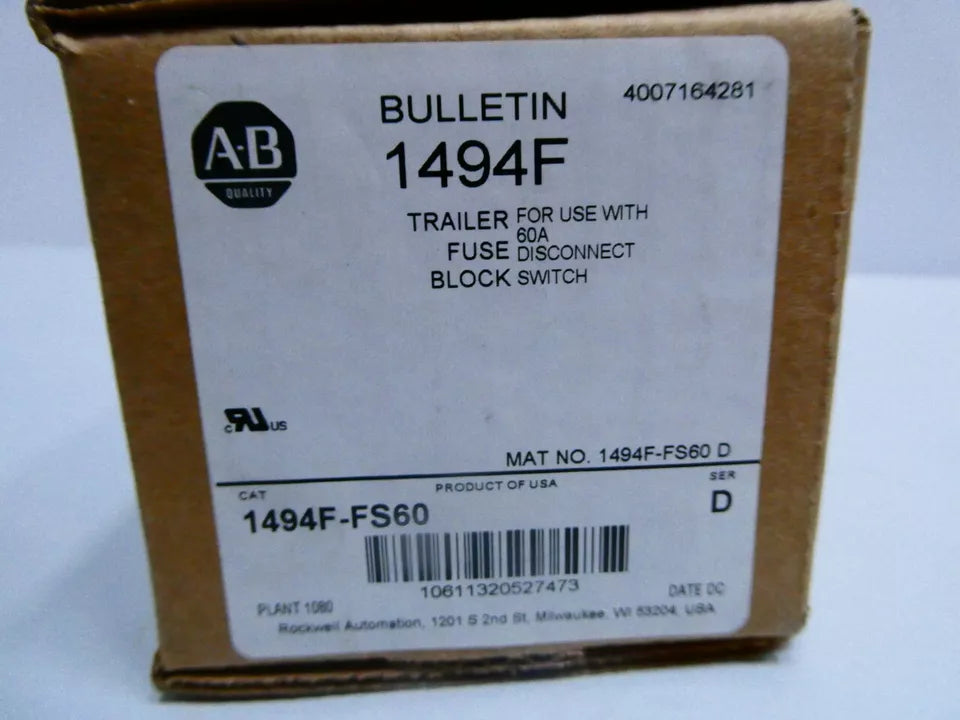 A-B
QUALITY
BULLETIN
1494F
4007164281
TRAILER FUSE BLOCK
FOR USE WITH
60A
DISCONNECT
SWITCH
c RU US
MAT NO. 1494F-FS60 D
CAT
PRODUCT OF USA
SER
1494F-FS60
D
10611320527473
PLANT 1080
DATE DC
Rockwell Automation, 1201 S 2nd St, Milwaukee, WI 53204, USA